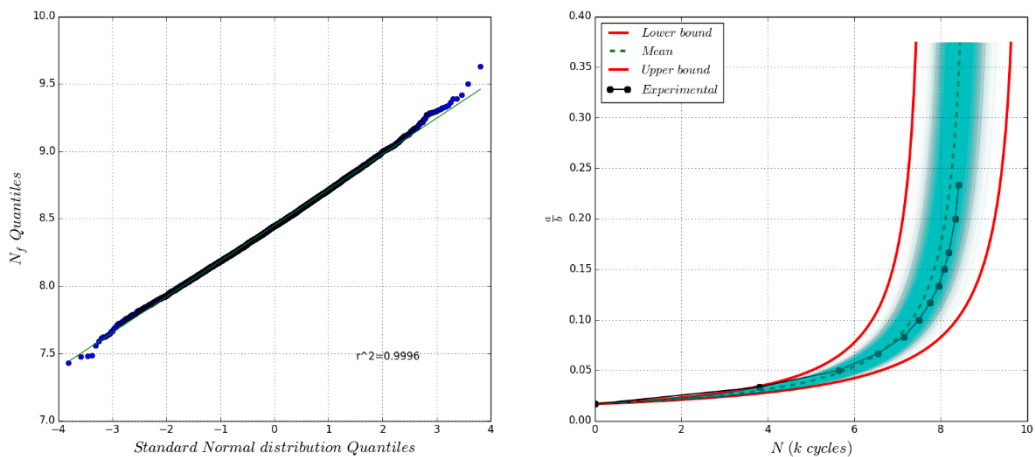 10.0
9.5
9.0
8.5
8.0
7.5
7.0
N_f Quantiles
r^2=0.9996
−4 −3 −2 −1 0 1 2 3 4
Standard Normal distribution Quantiles
0.40
0.35
0.30
0.25
0.20
0.15
0.10
0.05
0.00
a/b
Lower bound
Mean
Upper bound
Experimental
0 2 4 6 8 10
N (k cycles)